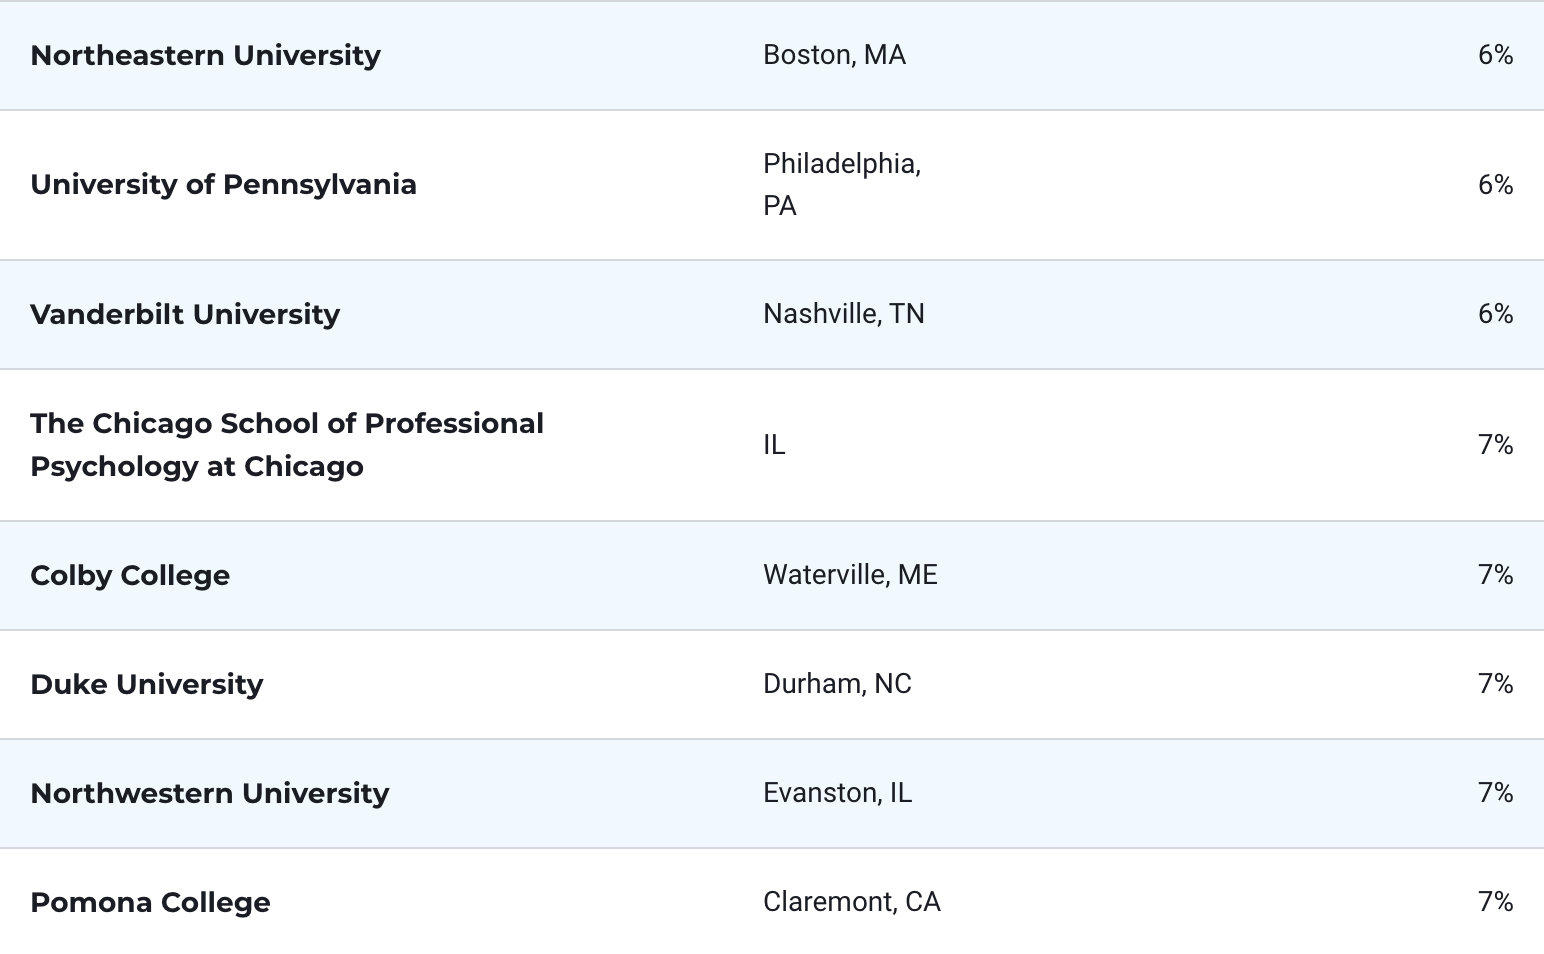 Northeastern University Boston, MA 6%
University of Pennsylvania Philadelphia, PA 6%
Vanderbilt University Nashville, TN 6%
The Chicago School of Professional
Psychology at Chicago IL 7%
Colby College Waterville, ME 7%
Duke University Durham, NC 7%
Northwestern University Evanston, IL 7%
Pomona College Claremont, CA 7%